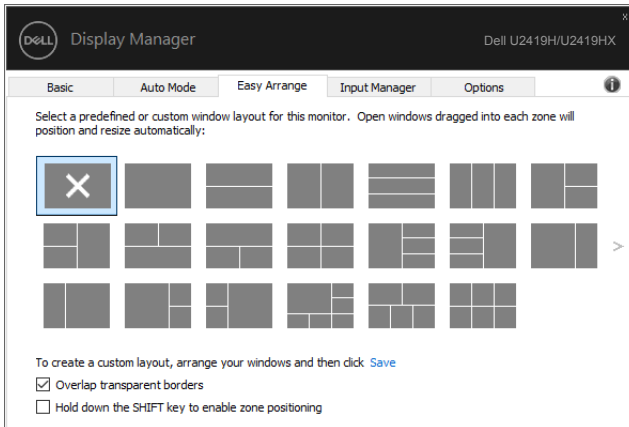 x
DELL Display Manager Dell U2419H/U2419HX
Basic Auto Mode Easy Arrange Input Manager Options
Select a predefined or custom window layout for this monitor. Open windows dragged into each zone will
position and resize automatically:
>
To create a custom layout, arrange your windows and then click Save
Overlap transparent borders
Hold down the SHIFT key to enable zone positioning